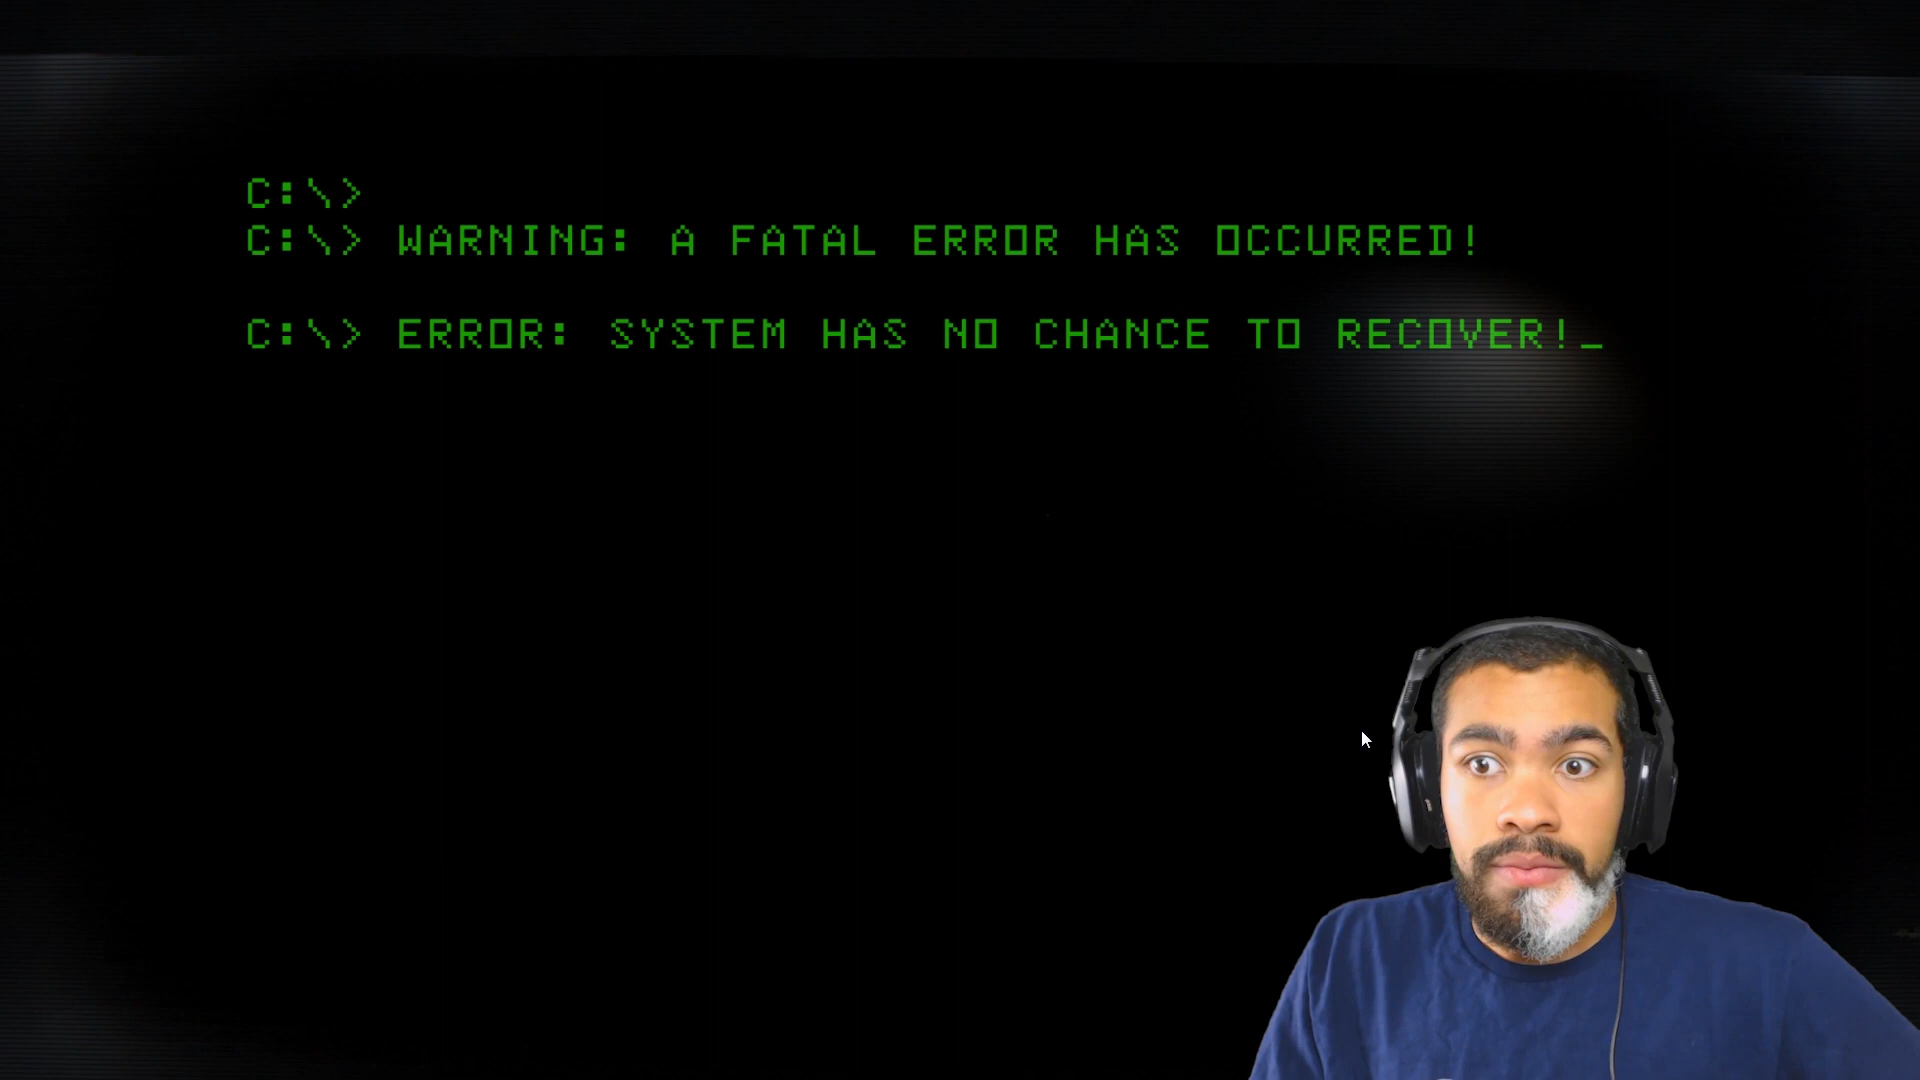 C:\>
C:\> WARNING: A FATAL ERROR HAS OCCURRED!
C:\> ERROR: SYSTEM HAS NO CHANCE TO RECOVER!_